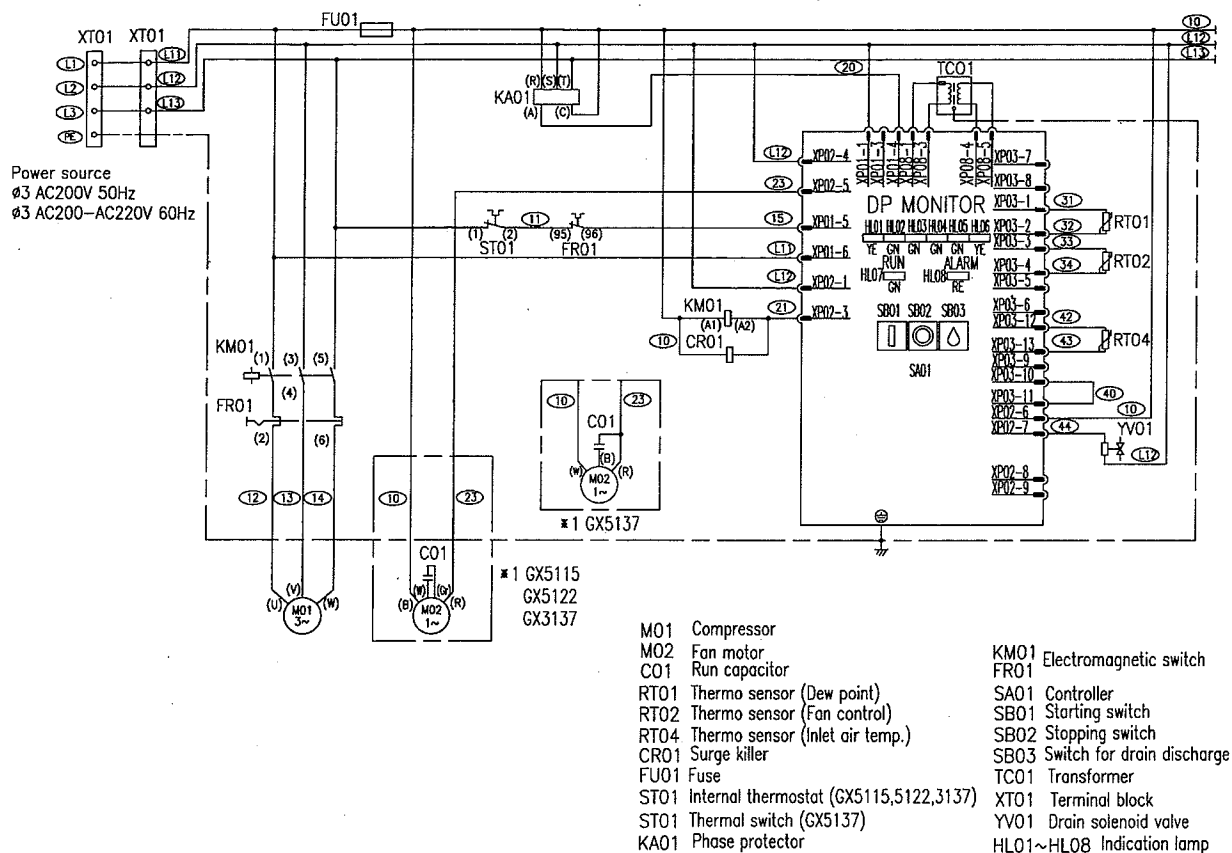 FU01
XT01 XT01
L1 L11
L2 L12
L3 L13
PE
10
L12
L13
Power source
ø3 AC200V 50Hz
ø3 AC200-AC220V 60Hz
(R)(S)(T)
KA01
(A) (C)
20
TC01
L12 XP02-4
23 XP02-5
15 XP01-5
L11 XP01-6
L12 XP02-1
21 XP02-3
XP01-1
XP01-3
XP01-4
XP08-1
XP08-3
XP08-4
XP08-5
(1) (2)
ST01
11
(95) (96)
FR01
KM01
(A1) (A2)
10
CR01
DP MONITOR
HL01 HL02 HL03 HL04 HL05 HL06
YE GN GN GN GN YE
RUN ALARM
HL07 HL08
GN RE
SB01 SB02 SB03
SA01
XP03-7
XP03-8
XP03-1 31
XP03-2 32 RT01
XP03-3 33
XP03-4 34 RT02
XP03-5
XP03-6
XP03-12 42
XP03-13 43 RT04
XP03-9
XP03-10
XP03-11 40
XP02-6 10
XP02-7 44 YV01
L12
XP02-8
XP02-9
KM01 (1) (3) (5)
(4)
FR01
(2) (6)
12 13 14
(U) (V) (W)
M01
3~
10 23
C01
(B) (W) (Gr) (R)
M02
1~
✱1 GX5115
GX5122
GX3137
10 23
C01
(W) (B) (R)
M02
1~
✱1 GX5137
M01 Compressor
M02 Fan motor
C01 Run capacitor
RT01 Thermo sensor (Dew point)
RT02 Thermo sensor (Fan control)
RT04 Thermo sensor (Inlet air temp.)
CR01 Surge killer
FU01 Fuse
ST01 Internal thermostat (GX5115,5122,3137)
ST01 Thermal switch (GX5137)
KA01 Phase protector
KM01
FR01 Electromagnetic switch
SA01 Controller
SB01 Starting switch
SB02 Stopping switch
SB03 Switch for drain discharge
TC01 Transformer
XT01 Terminal block
YV01 Drain solenoid valve
HL01~HL08 Indication lamp